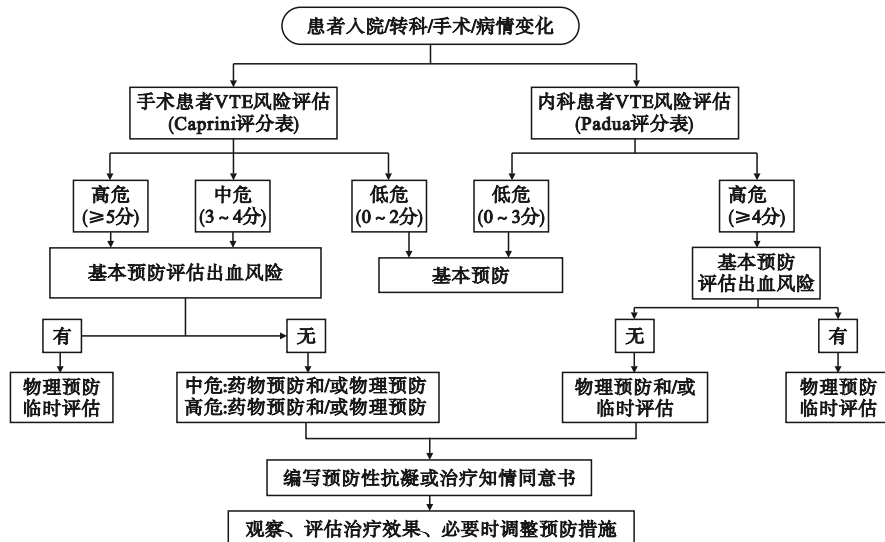 患者入院/转科/手术/病情变化
手术患者VTE风险评估
(Caprini评分表)
内科患者VTE风险评估
(Padua评分表)
高危
(≥5分)
中危
(3~4分)
低危
(0~2分)
低危
(0~3分)
高危
(≥4分)
基本预防评估出血风险
基本预防
基本预防
评估出血风险
有
无
无
有
物理预防
临时评估
中危:药物预防和/或物理预防
高危:药物预防和/或物理预防
物理预防和/或
临时评估
物理预防
临时评估
编写预防性抗凝或治疗知情同意书
观察、评估治疗效果、必要时调整预防措施